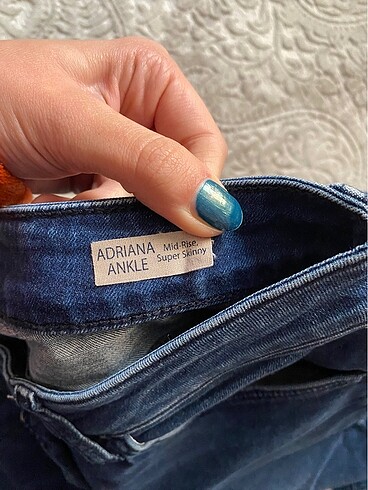 ADRIANA Mid-Rise,
ANKLE Super Skinny